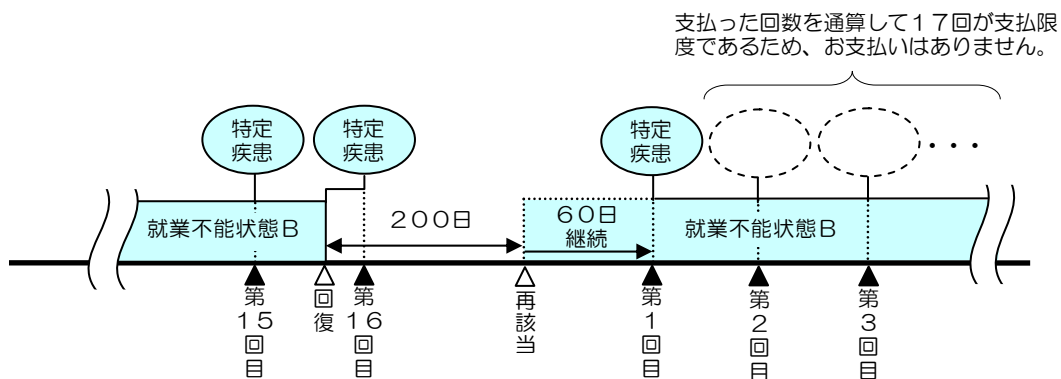 支払った回数を通算して１７回が支払限
度であるため、お支払いはありません。
特定
疾患
特定
疾患
特定
疾患
・・・
就業不能状態Ｂ
２００日
６０日
継続
就業不能状態Ｂ
第１５回目
回復
第１６回目
再該当
第１回目
第２回目
第３回目